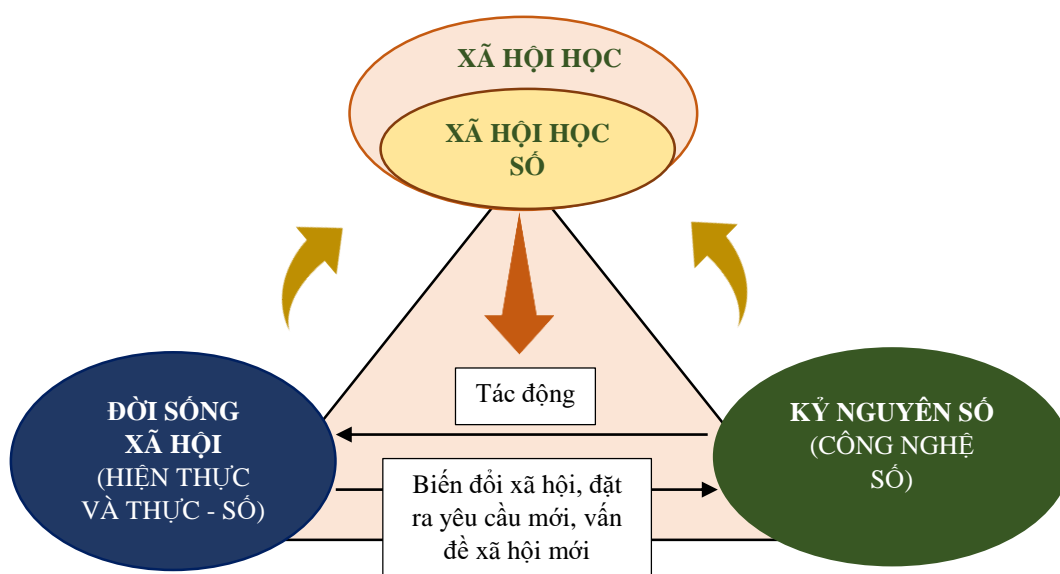 XÃ HỘI HỌC
XÃ HỘI HỌC
SỐ
Tác động
ĐỜI SỐNG
XÃ HỘI
(HIỆN THỰC
VÀ THỰC - SỐ)
KỶ NGUYÊN SỐ
(CÔNG NGHỆ
SỐ)
Biến đổi xã hội, đặt
ra yêu cầu mới, vấn
đề xã hội mới